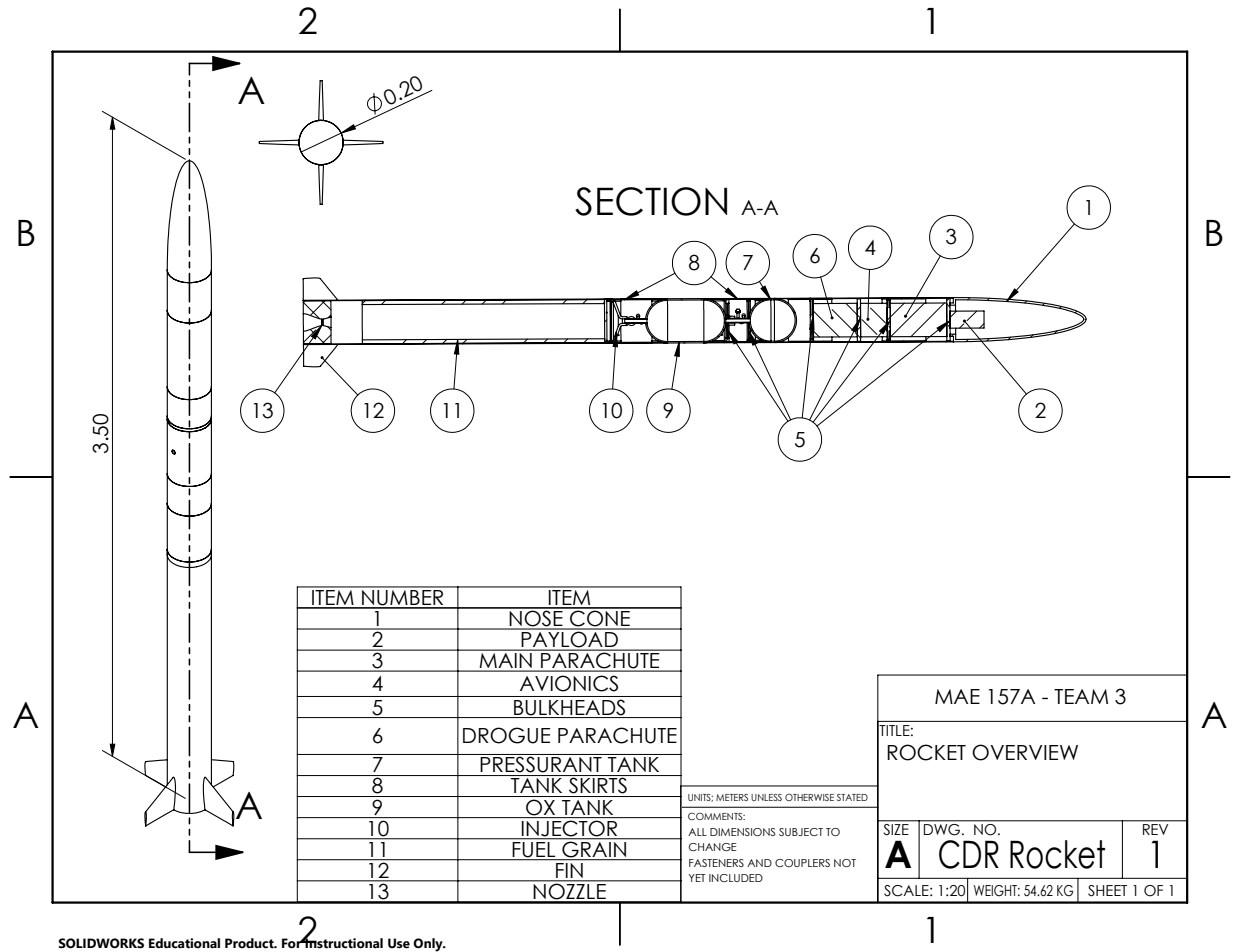 2
1
A
Φ0.20
SECTION A-A
B
B
1
3
4
6
7
8
3.50
13
12
11
10
9
5
2
A
A
A
ITEM NUMBER ITEM
1 NOSE CONE
2 PAYLOAD
3 MAIN PARACHUTE
4 AVIONICS
5 BULKHEADS
6 DROGUE PARACHUTE
7 PRESSURANT TANK
8 TANK SKIRTS
9 OX TANK
10 INJECTOR
11 FUEL GRAIN
12 FIN
13 NOZZLE
UNITS; METERS UNLESS OTHERWISE STATED
COMMENTS:
ALL DIMENSIONS SUBJECT TO
CHANGE
FASTENERS AND COUPLERS NOT
YET INCLUDED
MAE 157A - TEAM 3
TITLE:
ROCKET OVERVIEW
SIZE DWG. NO. REV
A CDR Rocket 1
SCALE: 1:20 WEIGHT: 54.62 KG SHEET 1 OF 1
2
1
SOLIDWORKS Educational Product. For Instructional Use Only.